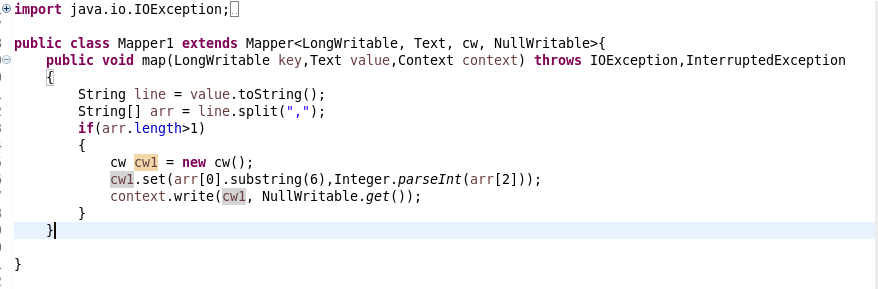 import java.io.IOException;
public class Mapper1 extends Mapper<LongWritable, Text, cw, NullWritable>{
public void map(LongWritable key,Text value,Context context) throws IOException,InterruptedException
{
String line = value.toString();
String[] arr = line.split(",");
if(arr.length>1)
{
cw cw1 = new cw();
cw1.set(arr[0].substring(6),Integer.parseInt(arr[2]));
context.write(cw1, NullWritable.get());
}
}
}